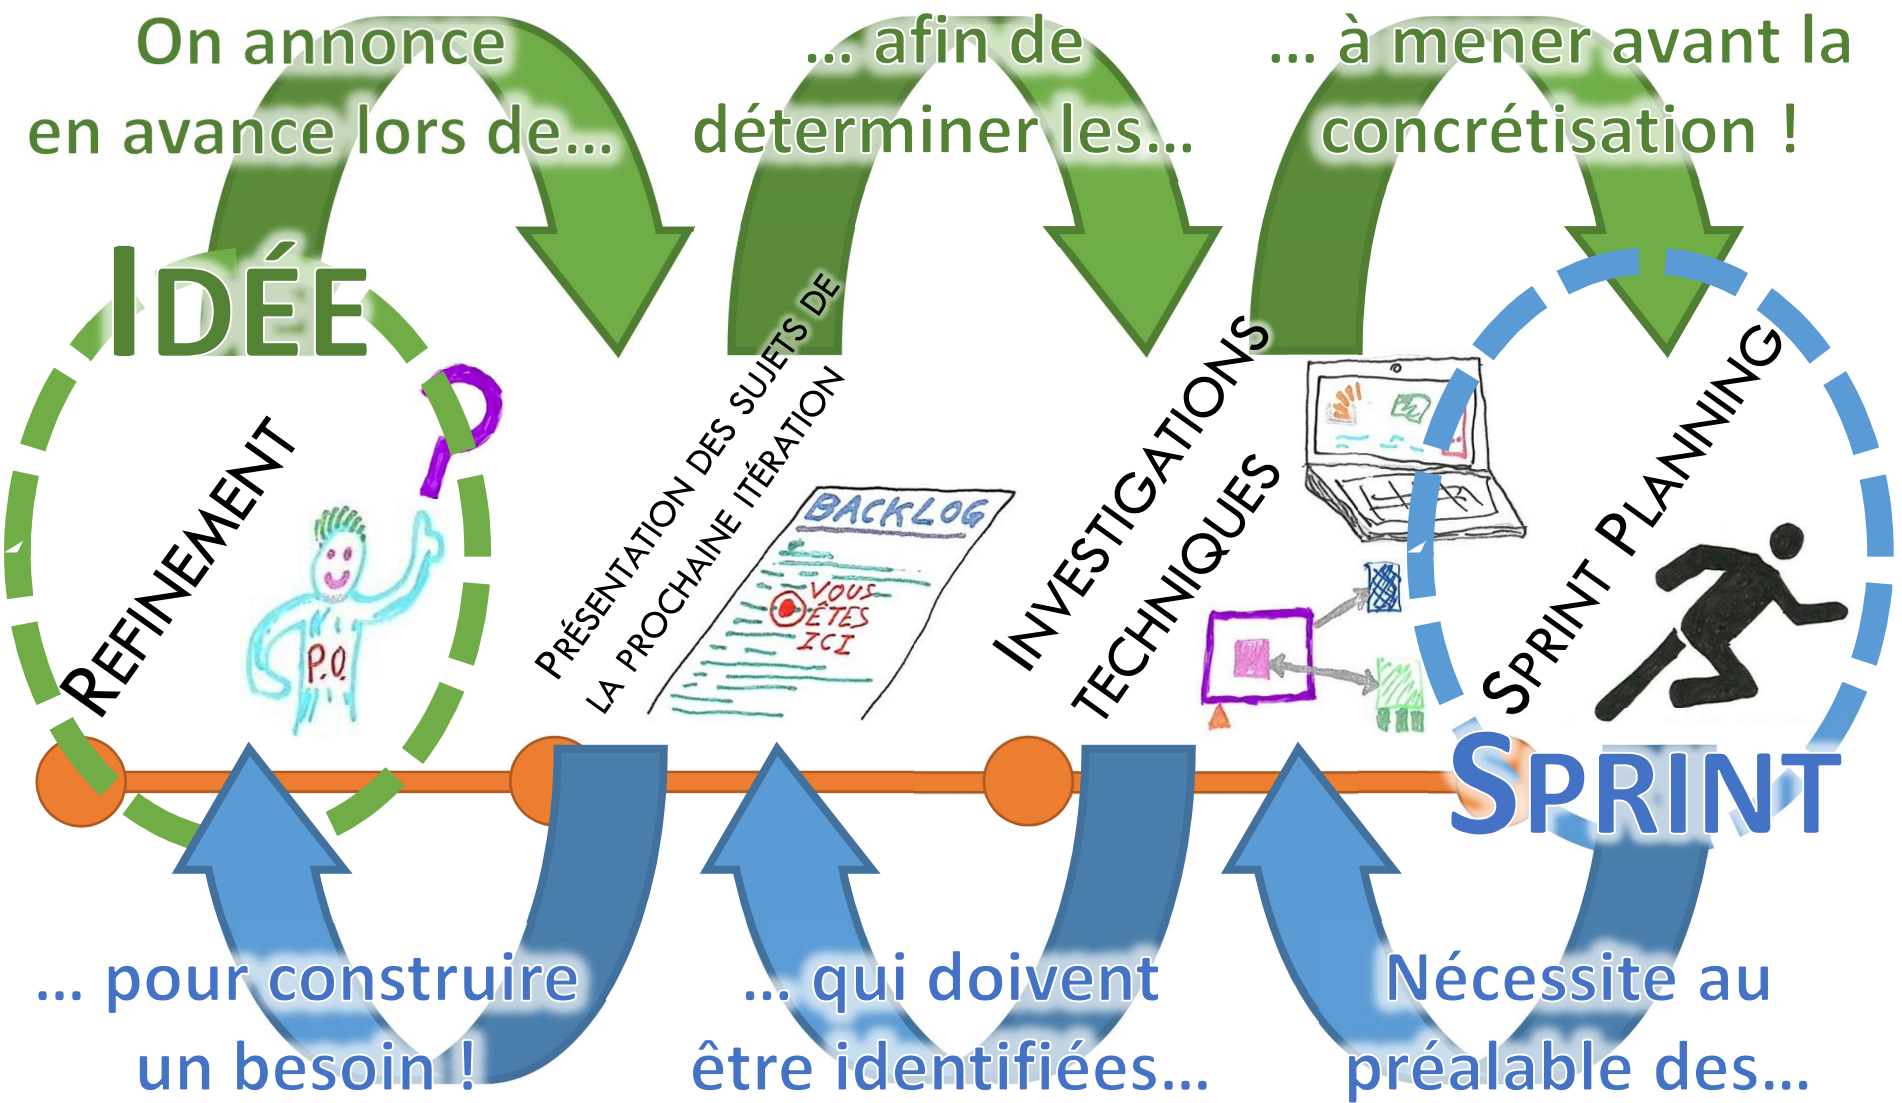 On annonce
en avance lors de...
... afin de
déterminer les...
... à mener avant la
concrétisation !
IDÉE
REFINEMENT
P.O.
PRÉSENTATION DES SUJETS DE
LA PROCHAINE ITÉRATION
BACKLOG
VOUS
ÊTES
ICI
INVESTIGATIONS
TECHNIQUES
SPRINT PLANNING
SPRINT
... pour construire
un besoin !
... qui doivent
être identifiées...
Nécessite au
préalable des...